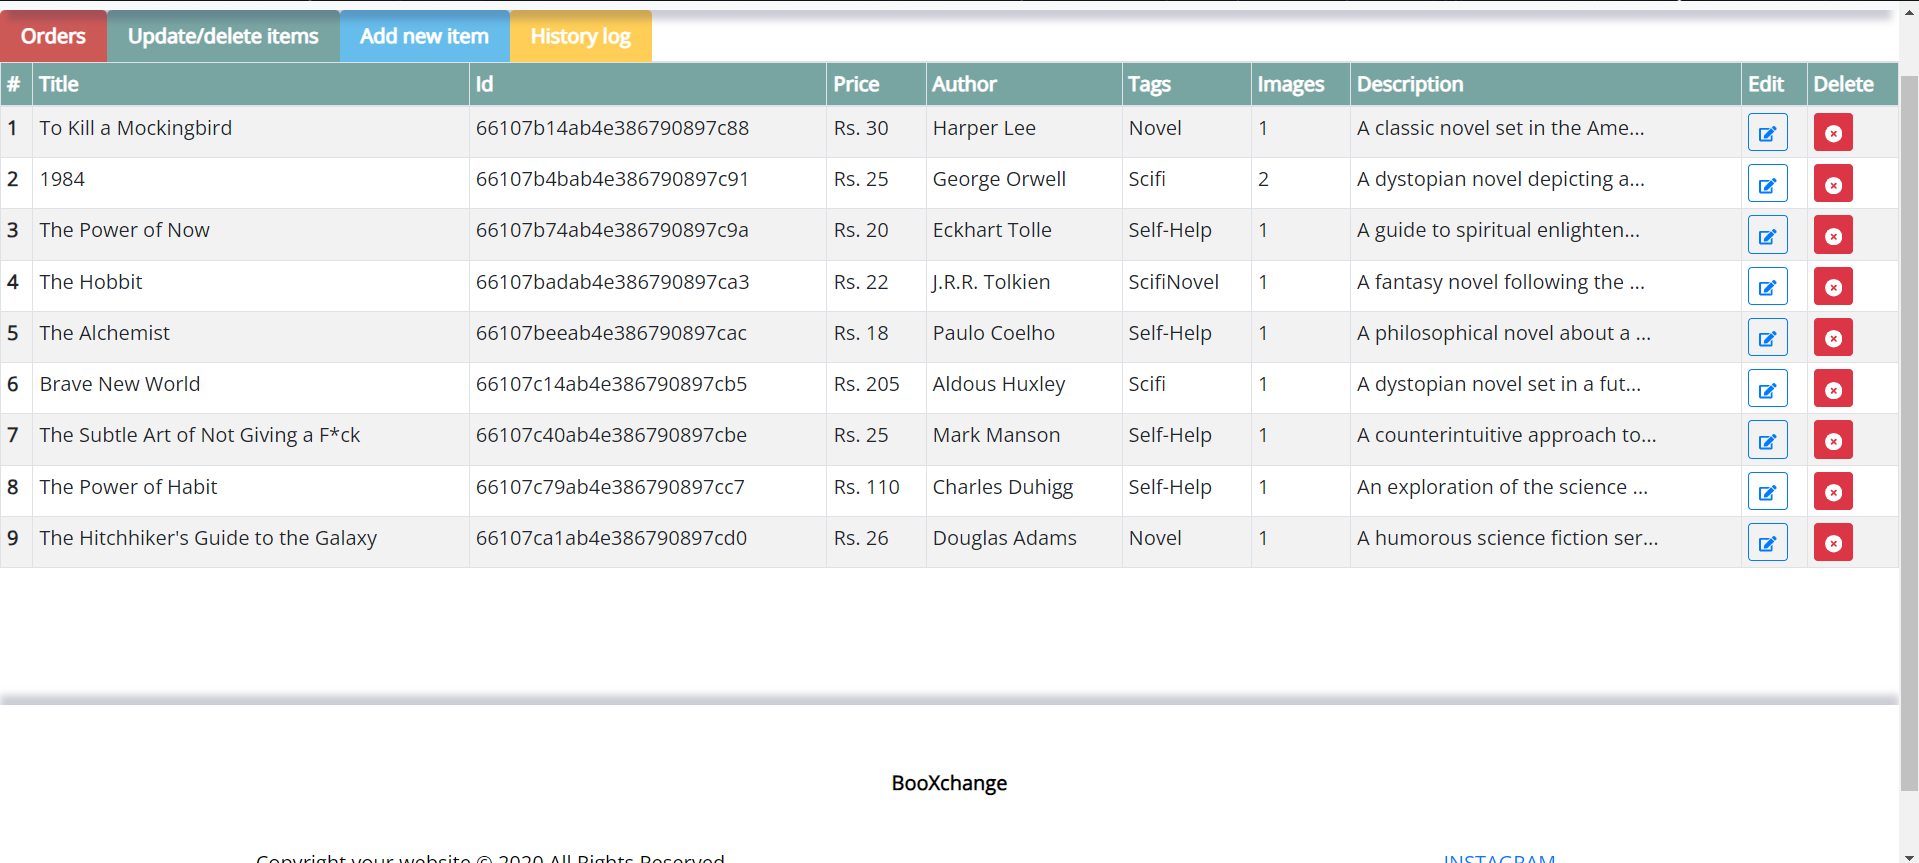 Orders Update/delete items Add new item History log
# Title Id Price Author Tags Images Description Edit Delete
1 To Kill a Mockingbird 66107b14ab4e386790897c88 Rs. 30 Harper Lee Novel 1 A classic novel set in the Ame...
2 1984 66107b4bab4e386790897c91 Rs. 25 George Orwell Scifi 2 A dystopian novel depicting a...
3 The Power of Now 66107b74ab4e386790897c9a Rs. 20 Eckhart Tolle Self-Help 1 A guide to spiritual enlighten...
4 The Hobbit 66107badab4e386790897ca3 Rs. 22 J.R.R. Tolkien ScifiNovel 1 A fantasy novel following the ...
5 The Alchemist 66107beeab4e386790897cac Rs. 18 Paulo Coelho Self-Help 1 A philosophical novel about a ...
6 Brave New World 66107c14ab4e386790897cb5 Rs. 205 Aldous Huxley Scifi 1 A dystopian novel set in a fut...
7 The Subtle Art of Not Giving a F*ck 66107c40ab4e386790897cbe Rs. 25 Mark Manson Self-Help 1 A counterintuitive approach to...
8 The Power of Habit 66107c79ab4e386790897cc7 Rs. 110 Charles Duhigg Self-Help 1 An exploration of the science ...
9 The Hitchhiker's Guide to the Galaxy 66107ca1ab4e386790897cd0 Rs. 26 Douglas Adams Novel 1 A humorous science fiction ser...
BooXchange
Copyright your website © 2020 All Rights Reserved INSTAGRAM